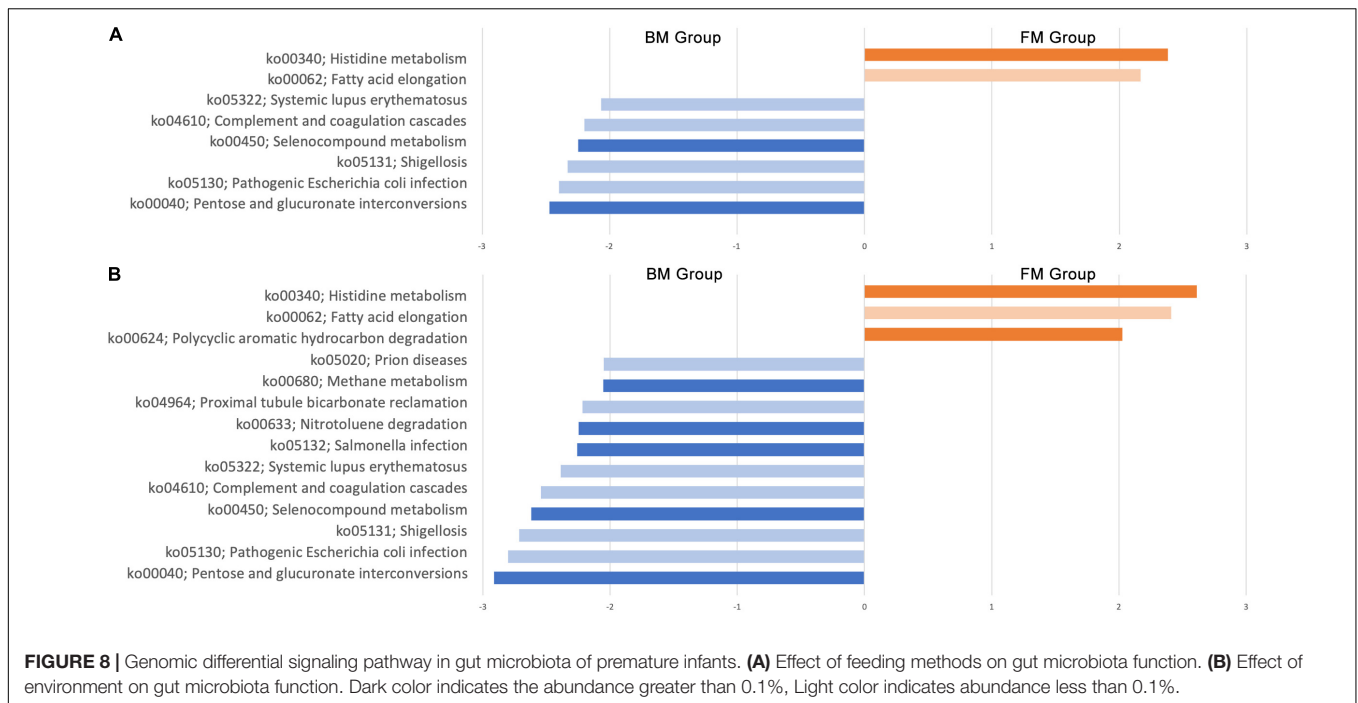 A
BM Group
FM Group
ko00340; Histidine metabolism
ko00062; Fatty acid elongation
ko05322; Systemic lupus erythematosus
ko04610; Complement and coagulation cascades
ko00450; Selenocompound metabolism
ko05131; Shigellosis
ko05130; Pathogenic Escherichia coli infection
ko00040; Pentose and glucuronate interconversions
-3 -2 -1 0 1 2 3
B
BM Group
FM Group
ko00340; Histidine metabolism
ko00062; Fatty acid elongation
ko00624; Polycyclic aromatic hydrocarbon degradation
ko05020; Prion diseases
ko00680; Methane metabolism
ko04964; Proximal tubule bicarbonate reclamation
ko00633; Nitrotoluene degradation
ko05132; Salmonella infection
ko05322; Systemic lupus erythematosus
ko04610; Complement and coagulation cascades
ko00450; Selenocompound metabolism
ko05131; Shigellosis
ko05130; Pathogenic Escherichia coli infection
ko00040; Pentose and glucuronate interconversions
-3 -2 -1 0 1 2 3
FIGURE 8 | Genomic differential signaling pathway in gut microbiota of premature infants. (A) Effect of feeding methods on gut microbiota function. (B) Effect of
environment on gut microbiota function. Dark color indicates the abundance greater than 0.1%, Light color indicates abundance less than 0.1%.